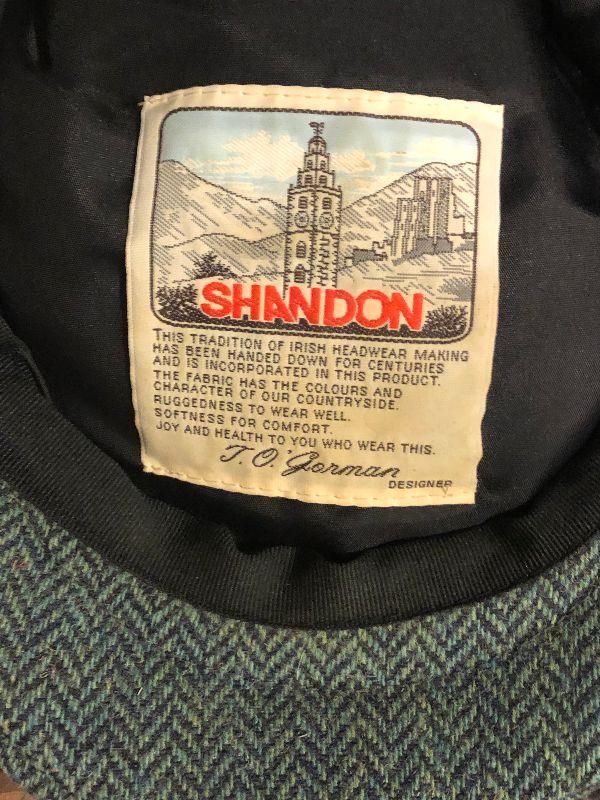 SHANDON
THIS TRADITION OF IRISH HEADWEAR MAKING
HAS BEEN HANDED DOWN FOR CENTURIES
AND IS INCORPORATED IN THIS PRODUCT.
THE FABRIC HAS THE COLOURS AND
CHARACTER OF OUR COUNTRYSIDE.
RUGGEDNESS TO WEAR WELL.
SOFTNESS FOR COMFORT.
JOY AND HEALTH TO YOU WHO WEAR THIS.
T. O'Gorman
DESIGNER